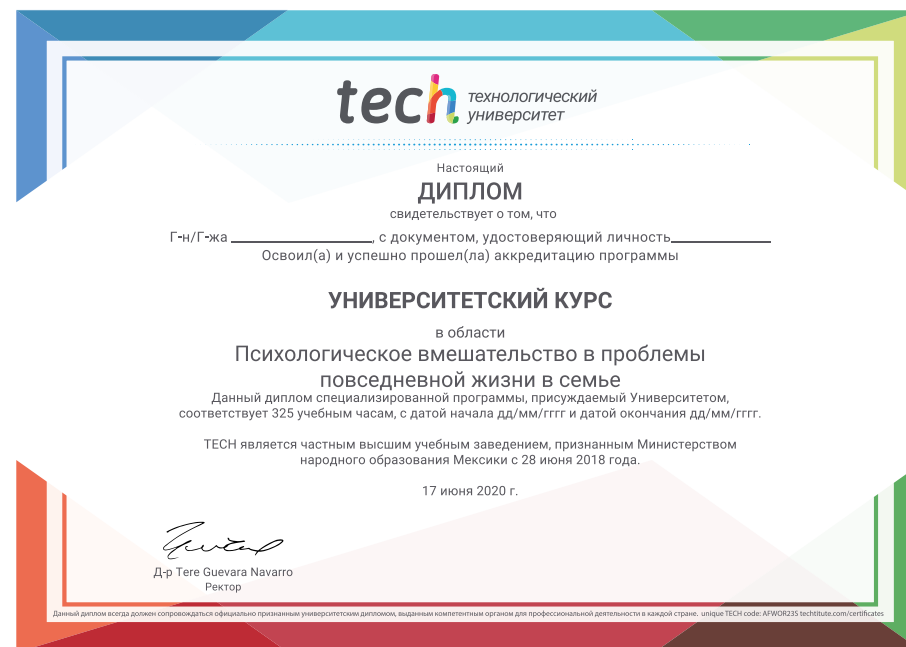 tech технологический
университет
Настоящий
ДИПЛОМ
свидетельствует о том, что
Г-н/Г-жа ____________________, с документом, удостоверяющий личность______________
Освоил(а) и успешно прошел(ла) аккредитацию программы
УНИВЕРСИТЕТСКИЙ КУРС
в области
Психологическое вмешательство в проблемы
повседневной жизни в семье
Данный диплом специализированной программы, присуждаемый Университетом,
соответствует 325 учебным часам, с датой начала дд/мм/гггг и датой окончания дд/мм/гггг.
TECH является частным высшим учебным заведением, признанным Министерством
народного образования Мексики с 28 июня 2018 года.
17 июня 2020 г.
Д-р Tere Guevara Navarro
Ректор
Данный диплом всегда должен сопровождаться официально признанным университетским дипломом, выданным компетентным органом для профессиональной деятельности в каждой стране. unique TECH code: AFWOR23S techtitute.com/certificates